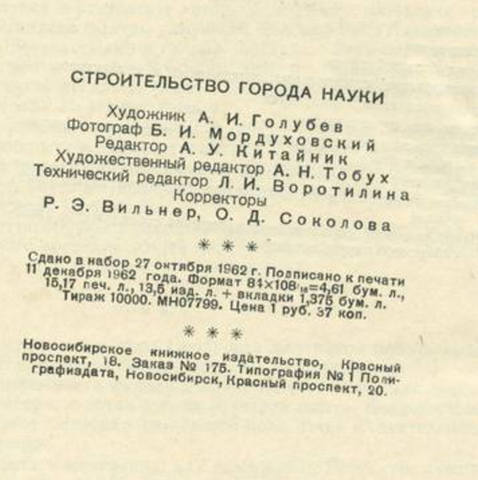 СТРОИТЕЛЬСТВО ГОРОДА НАУКИ
Художник А. И. Голубев
Фотограф Б. И. Мордуховский
Редактор А. У. Китайник
Художественный редактор А. Н. Тобух
Технический редактор Л. И. Воротилина
Корректоры
Р. Э. Вильнер, О. Д. Соколова
* * *
Сдано в набор 27 октября 1962 г. Подписано к печати
11 декабря 1962 года. Формат 84×108 1/16=4,61 бум. л.,
15,17 печ. л., 13,5 изд. л. + вкладки 1,375 бум. л.
Тираж 10000. МН07799. Цена 1 руб. 37 коп.
* * *
Новосибирское книжное издательство, Красный
проспект, 18. Заказ № 175. Типография № 1 Поли-
графиздата, Новосибирск, Красный проспект, 20.